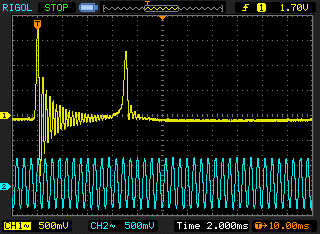 RIGOL STOP 1 1.70V
T
1
2
CH1~ 500mV CH2~ 500mV Time 2.000ms T→10.00ms